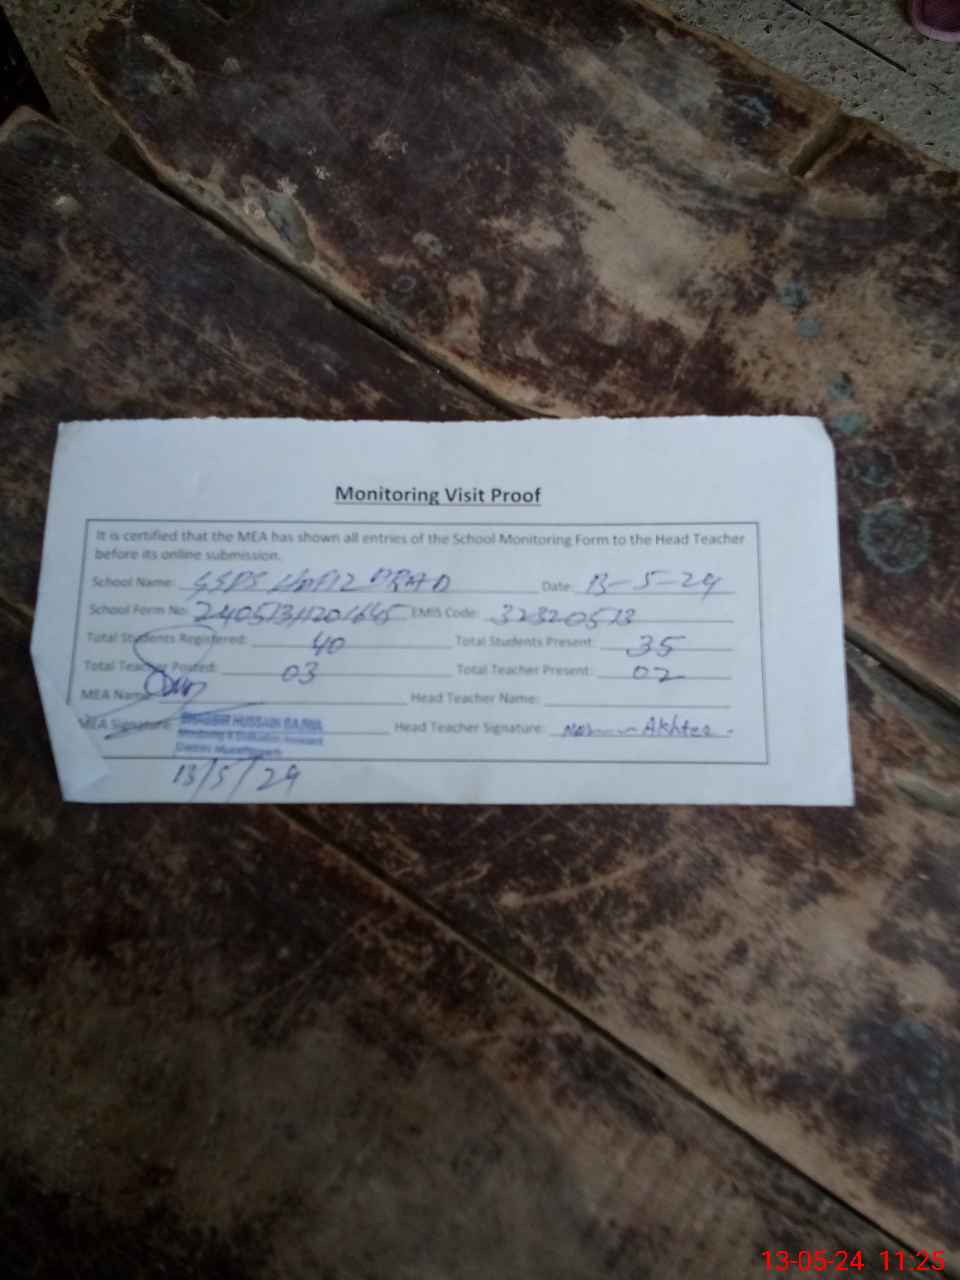 Monitoring Visit Proof
It is certified that the MEA has shown all entries of the School Monitoring Form to the Head Teacher
before its online submission.
School Name: Date: 13-5-24
School Form No: EMIS Code: 32320513
Total Students Registered: 40 Total Students Present: 35
Total Teacher Posted: 03 Total Teacher Present: 02
MEA Name: Head Teacher Name:
MEA Signature: HUSSAIN Head Teacher Signature: Akhter.
13/5/24
13-05-24 11:25